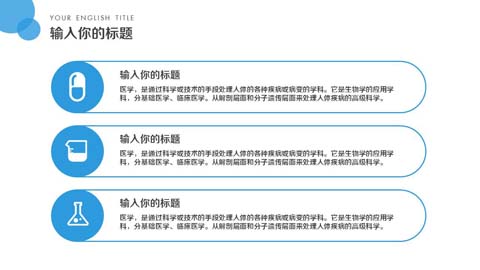 YOUR ENGLISH TITLE
输入你的标题
输入你的标题
医学，是通过科学或技术的手段处理人体的各种疾病或病变的学科。它是生物学的应用学
科，分基础医学、临床医学。从解剖层面和分子遗传层面来处理人体疾病的高级科学。
输入你的标题
医学，是通过科学或技术的手段处理人体的各种疾病或病变的学科。它是生物学的应用学
科，分基础医学、临床医学。从解剖层面和分子遗传层面来处理人体疾病的高级科学。
输入你的标题
医学，是通过科学或技术的手段处理人体的各种疾病或病变的学科。它是生物学的应用学
科，分基础医学、临床医学。从解剖层面和分子遗传层面来处理人体疾病的高级科学。